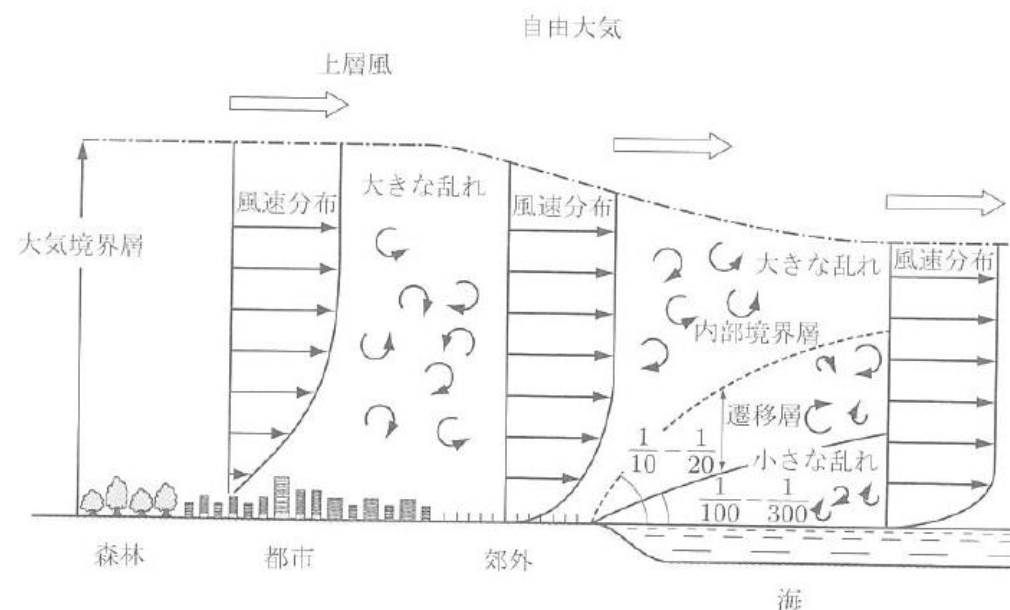 自由大気
上層風
風速分布
大きな乱れ
風速分布
大気境界層
大きな乱れ
風速分布
内部境界層
遷移層
1/10 - 1/20
小さな乱れ
1/100 - 1/300
森林
都市
郊外
海